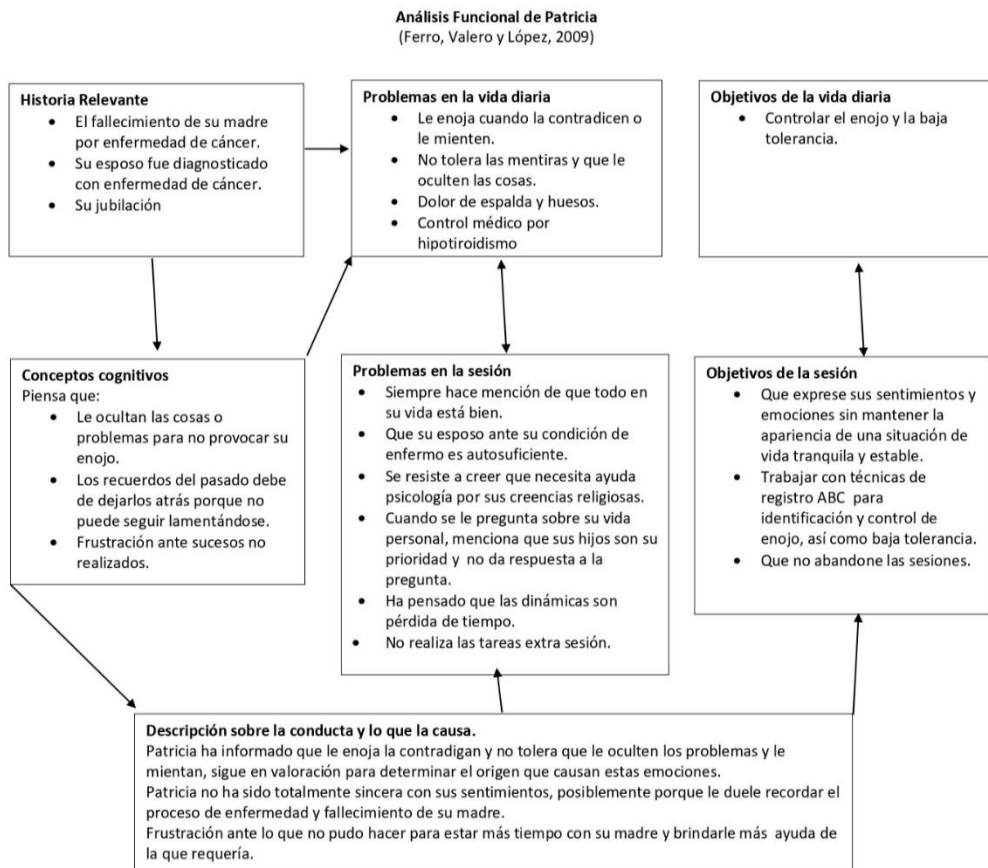 Análisis Funcional de Patricia
(Ferro, Valero y López, 2009)
Historia Relevante
• El fallecimiento de su madre
por enfermedad de cáncer.
• Su esposo fue diagnosticado
con enfermedad de cáncer.
• Su jubilación
Problemas en la vida diaria
• Le enoja cuando la contradicen o
le mienten.
• No tolera las mentiras y que le
oculten las cosas.
• Dolor de espalda y huesos.
• Control médico por
hipotiroidismo
Objetivos de la vida diaria
• Controlar el enojo y la baja
tolerancia.
Conceptos cognitivos
Piensa que:
• Le ocultan las cosas o
problemas para no provocar su
enojo.
• Los recuerdos del pasado debe
de dejarlos atrás porque no
puede seguir lamentándose.
• Frustración ante sucesos no
realizados.
Problemas en la sesión
• Siempre hace mención de que todo en
su vida está bien.
• Que su esposo ante su condición de
enfermo es autosuficiente.
• Se resiste a creer que necesita ayuda
psicología por sus creencias religiosas.
• Cuando se le pregunta sobre su vida
personal, menciona que sus hijos son su
prioridad y no da respuesta a la
pregunta.
• Ha pensado que las dinámicas son
pérdida de tiempo.
• No realiza las tareas extra sesión.
Objetivos de la sesión
• Que exprese sus sentimientos y
emociones sin mantener la
apariencia de una situación de
vida tranquila y estable.
• Trabajar con técnicas de
registro ABC para
identificación y control de
enojo, así como baja tolerancia.
• Que no abandone las sesiones.
Descripción sobre la conducta y lo que la causa.
Patricia ha informado que le enoja la contradigan y no tolera que le oculten los problemas y le
mientan, sigue en valoración para determinar el origen que causan estas emociones.
Patricia no ha sido totalmente sincera con sus sentimientos, posiblemente porque le duele recordar el
proceso de enfermedad y fallecimiento de su madre.
Frustración ante lo que no pudo hacer para estar más tiempo con su madre y brindarle más ayuda de
la que requería.